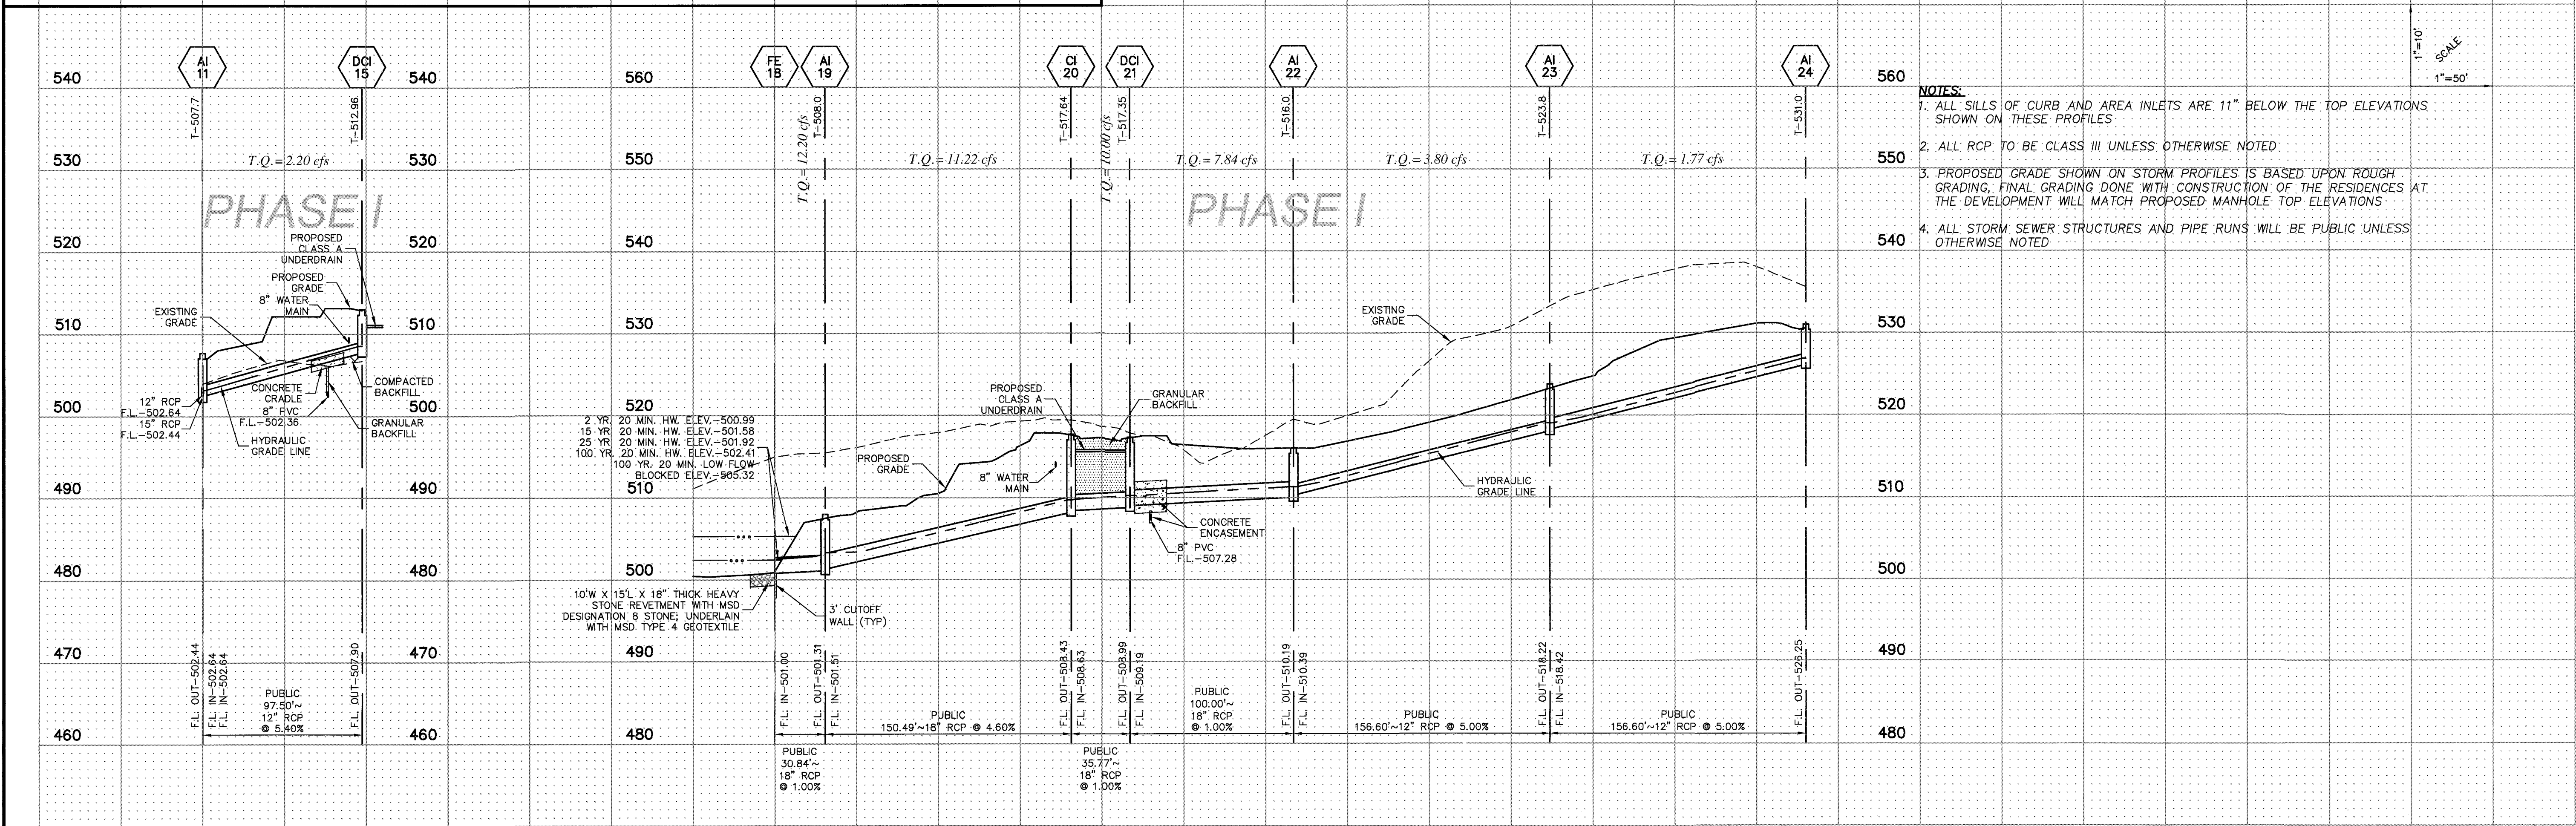 AI
11
DCI
15
FE
18
AI
19
CI
20
DCI
21
AI
22
AI
23
AI
24
1"=10'
SCALE
1"=50'
540
540
560
560
T-507.7
T-512.96
T-508.0
T-517.64
T-517.35
T-516.0
T-523.8
T-531.0
NOTES:
1. ALL SILLS OF CURB AND AREA INLETS ARE 11" BELOW THE TOP ELEVATIONS
SHOWN ON THESE PROFILES
2. ALL RCP TO BE CLASS III UNLESS OTHERWISE NOTED
3. PROPOSED GRADE SHOWN ON STORM PROFILES IS BASED UPON ROUGH
GRADING, FINAL GRADING DONE WITH CONSTRUCTION OF THE RESIDENCES AT
THE DEVELOPMENT WILL MATCH PROPOSED MANHOLE TOP ELEVATIONS
4. ALL STORM SEWER STRUCTURES AND PIPE RUNS WILL BE PUBLIC UNLESS
OTHERWISE NOTED
530
T.Q.= 2.20 cfs
530
550
T.Q.= 12.20 cfs
T.Q.= 11.22 cfs
T.Q.= 10.00 cfs
T.Q.= 7.84 cfs
T.Q.= 3.80 cfs
T.Q.= 1.77 cfs
550
PHASE I
PHASE I
520
520
540
540
PROPOSED
CLASS A
UNDERDRAIN
PROPOSED
GRADE
8" WATER
MAIN
EXISTING
GRADE
510
510
530
EXISTING
GRADE
530
CONCRETE
CRADLE
COMPACTED
BACKFILL
12" RCP
F.L.-502.64
15" RCP
F.L.-502.44
8" PVC
F.L.-502.36
GRANULAR
BACKFILL
HYDRAULIC
GRADE LINE
500
500
520
520
2 YR. 20 MIN. HW. ELEV.-500.99
15 YR. 20 MIN. HW. ELEV.-501.58
25 YR. 20 MIN. HW. ELEV.-501.92
100 YR. 20 MIN. HW. ELEV.-502.41
100 YR. 20 MIN. LOW FLOW
BLOCKED ELEV.-505.32
PROPOSED
GRADE
PROPOSED
CLASS A
UNDERDRAIN
GRANULAR
BACKFILL
8" WATER
MAIN
490
490
510
HYDRAULIC
GRADE LINE
510
CONCRETE
ENCASEMENT
8" PVC
F.L.-507.28
480
480
500
500
10'W X 15'L X 18" THICK HEAVY
STONE REVETMENT WITH MSD
DESIGNATION 8 STONE; UNDERLAIN
WITH MSD TYPE 4 GEOTEXTILE
3' CUTOFF
WALL (TYP)
470
470
490
490
F.L. OUT-502.44
F.L. IN-502.64
F.L. IN-502.64
F.L. OUT-507.90
F.L. IN-501.00
F.L. OUT-501.31
F.L. IN-501.51
F.L. OUT-508.43
F.L. IN-508.63
F.L. OUT-508.99
F.L. IN-509.19
F.L. OUT-510.19
F.L. IN-510.39
F.L. OUT-518.22
F.L. IN-518.42
PUBLIC
97.50'~
12" RCP
@ 5.40%
PUBLIC
150.49'~18" RCP @ 4.60%
PUBLIC
100.00'~
18" RCP
@ 1.00%
PUBLIC
156.60'~12" RCP @ 5.00%
PUBLIC
156.60'~12" RCP @ 5.00%
460
460
480
480
PUBLIC
30.84'~
18" RCP
@ 1.00%
PUBLIC
35.77'~
18" RCP
@ 1.00%